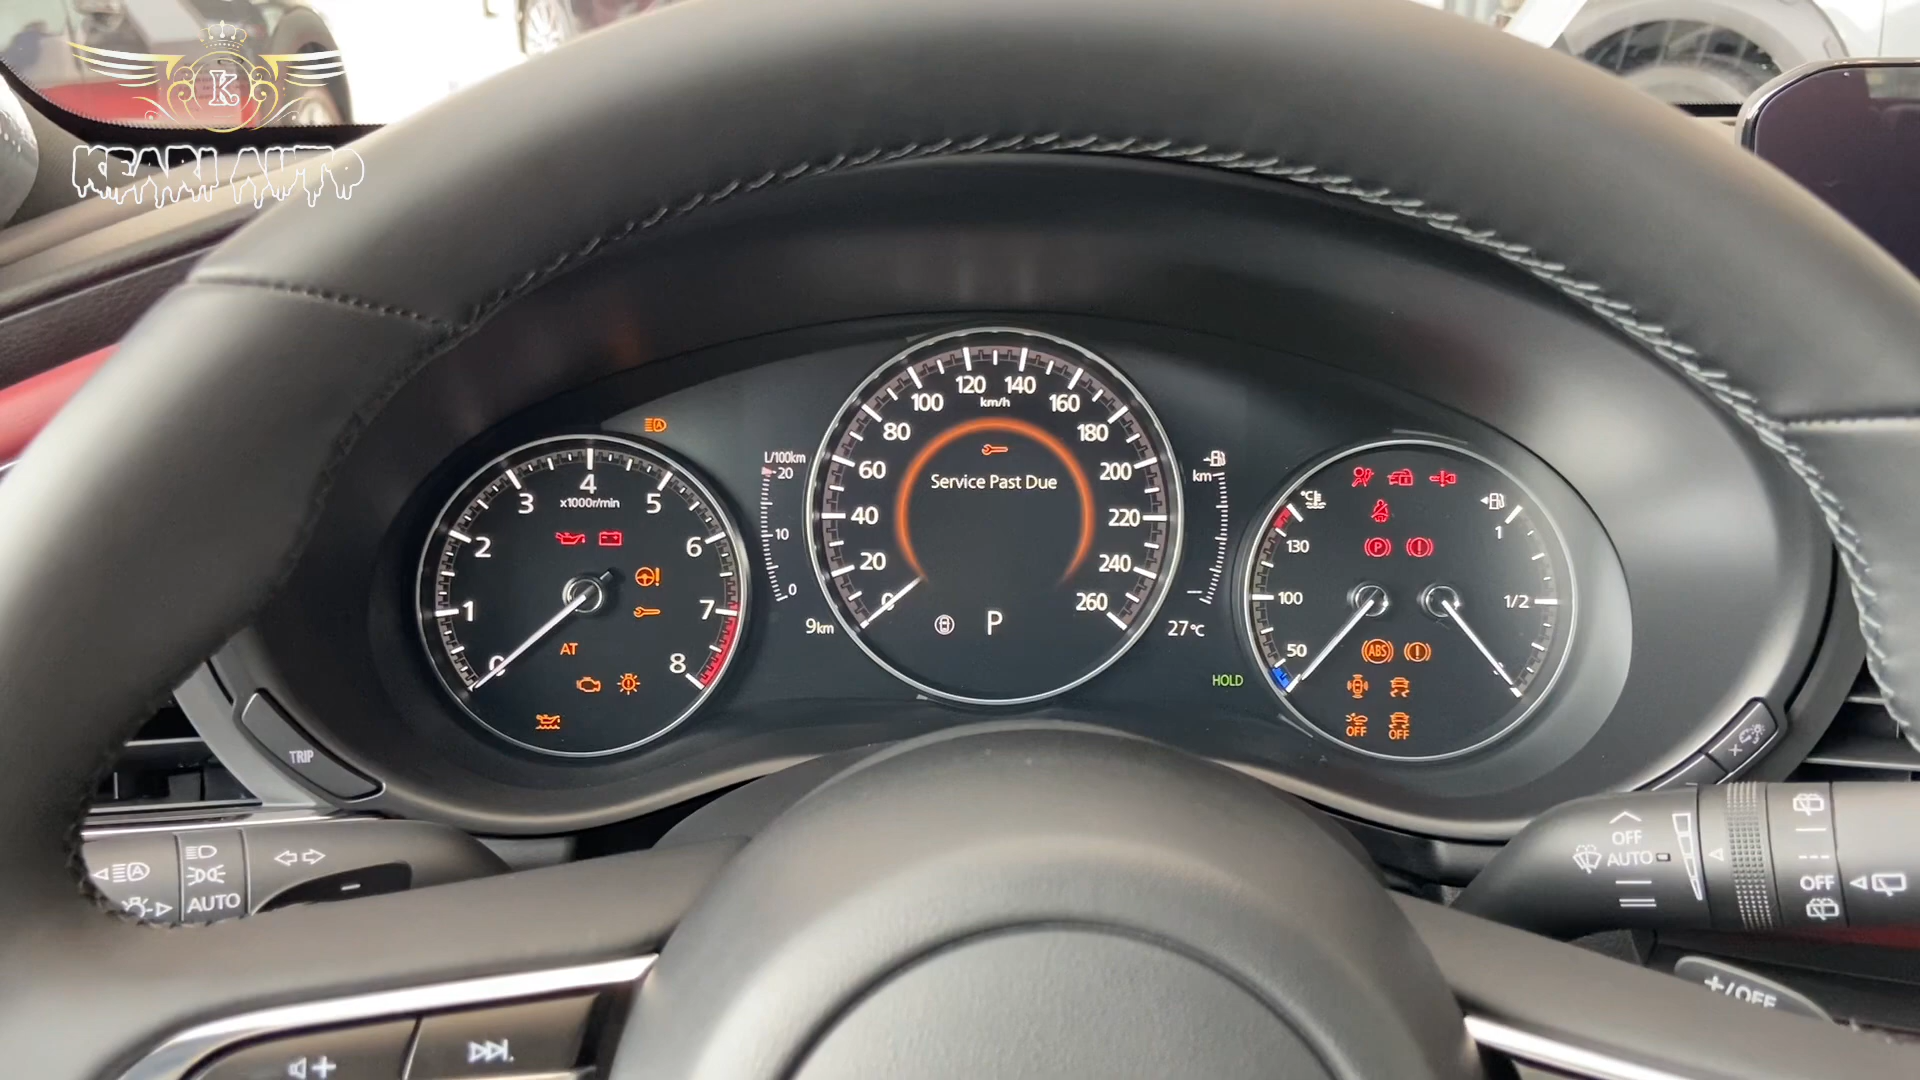 K
KEARI AUTO
0 1 2 3 4 5 6 7 8
x1000r/min
AT
L/100km
20
10
0
9km
0 20 40 60 80 100 120 140 160 180 200 220 240 260
km/h
Service Past Due
P
km
27°C
HOLD
°C
130
100
50
1
1/2
P
ABS
OFF
OFF
TRIP
AUTO
OFF
AUTO
OFF
+/OFF
+